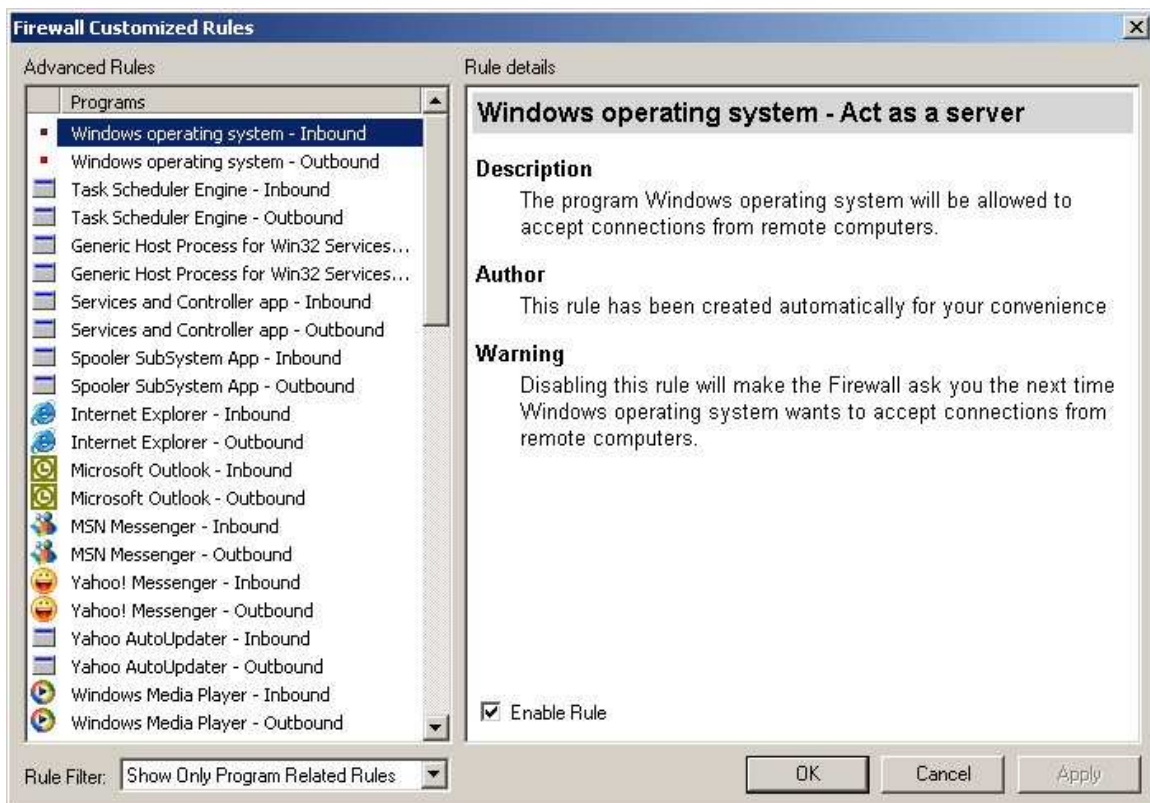 Firewall Customized Rules
Advanced Rules
Programs
Windows operating system - Inbound
Windows operating system - Outbound
Task Scheduler Engine - Inbound
Task Scheduler Engine - Outbound
Generic Host Process for Win32 Services...
Generic Host Process for Win32 Services...
Services and Controller app - Inbound
Services and Controller app - Outbound
Spooler SubSystem App - Inbound
Spooler SubSystem App - Outbound
Internet Explorer - Inbound
Internet Explorer - Outbound
Microsoft Outlook - Inbound
Microsoft Outlook - Outbound
MSN Messenger - Inbound
MSN Messenger - Outbound
Yahoo! Messenger - Inbound
Yahoo! Messenger - Outbound
Yahoo AutoUpdater - Inbound
Yahoo AutoUpdater - Outbound
Windows Media Player - Inbound
Windows Media Player - Outbound
Rule Filter: Show Only Program Related Rules
Rule details
Windows operating system - Act as a server
Description
The program Windows operating system will be allowed to
accept connections from remote computers.
Author
This rule has been created automatically for your convenience
Warning
Disabling this rule will make the Firewall ask you the next time
Windows operating system wants to accept connections from
remote computers.
Enable Rule
OK
Cancel
Apply